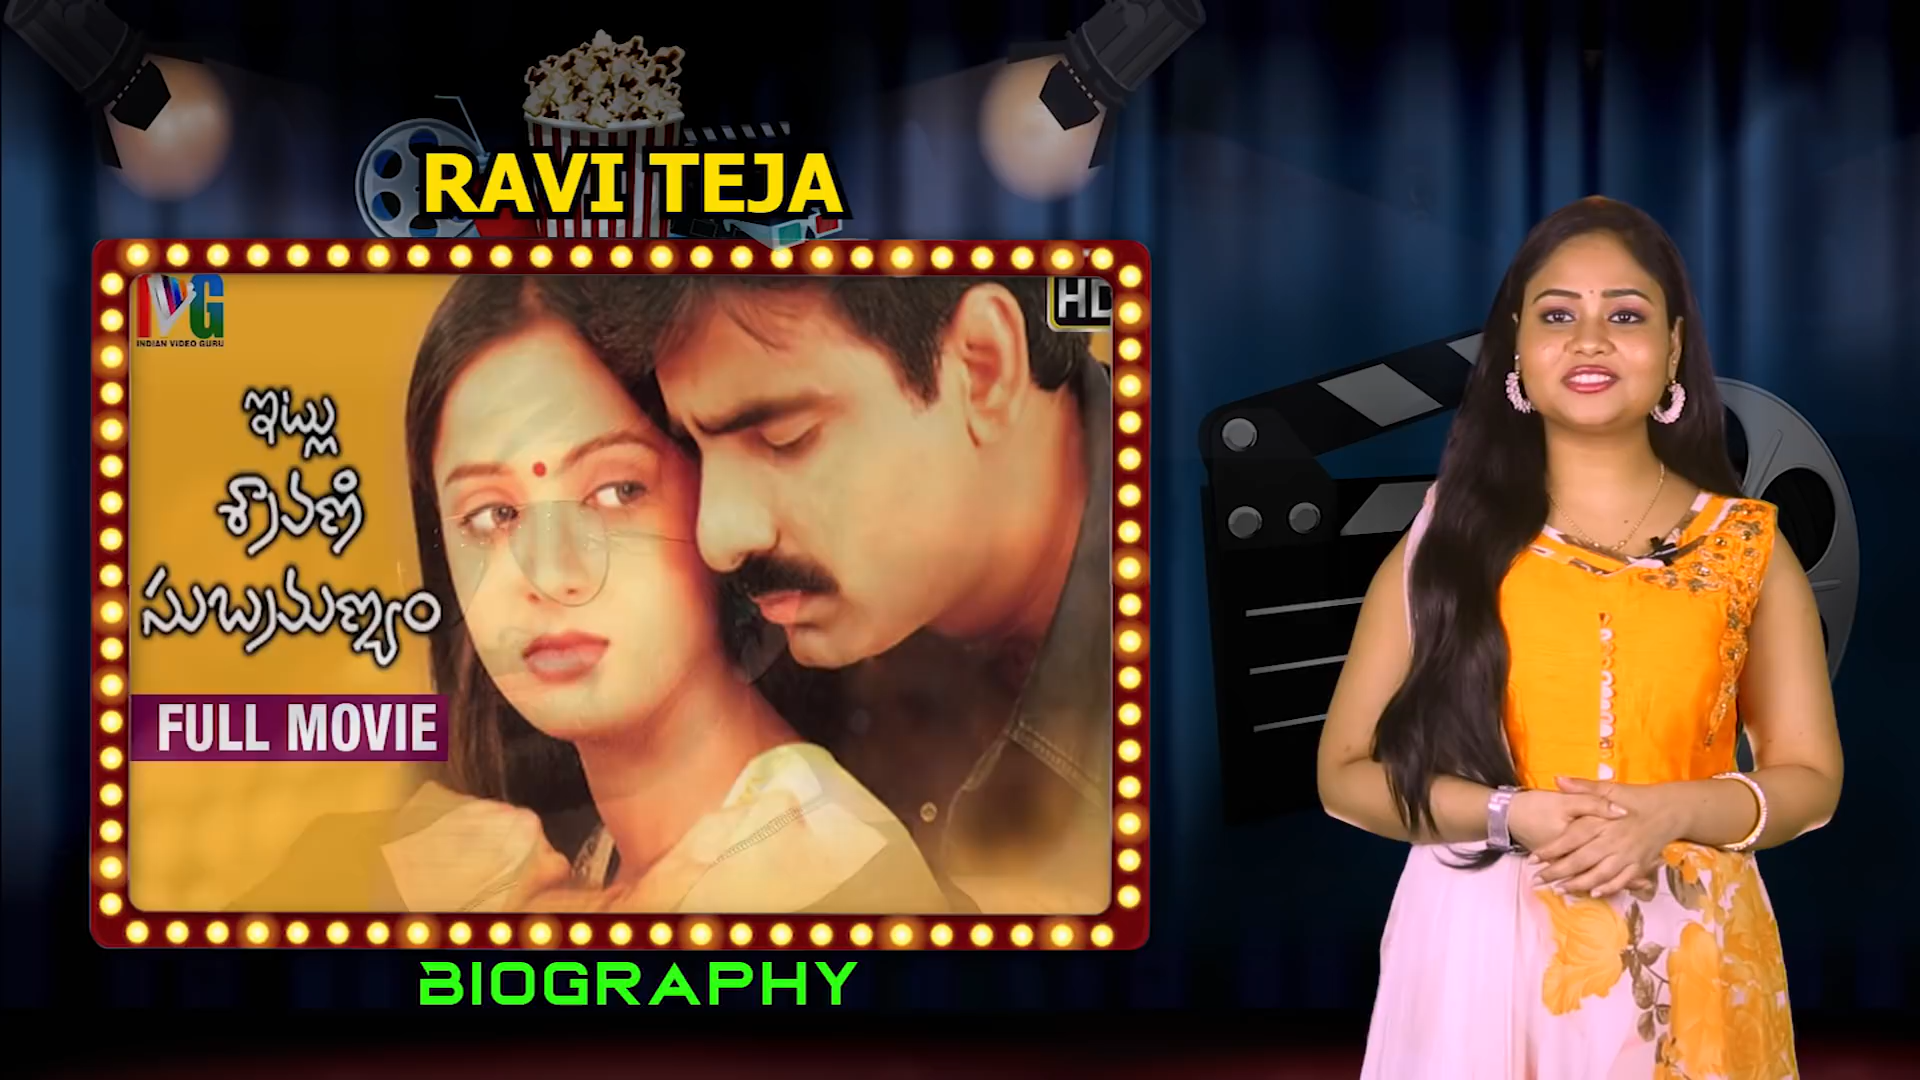 RAVI TEJA
IVG
INDIAN VIDEO GURU
HD
ఇట్లు
శ్రావణి
సుబ్రమణ్యం
FULL MOVIE
BIOGRAPHY